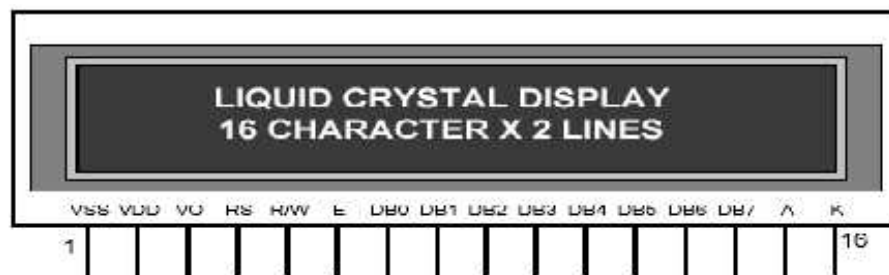 LIQUID CRYSTAL DISPLAY
16 CHARACTER X 2 LINES
VSS VDD VO RS R/W E DB0 DB1 DB2 DB3 DB4 DB5 DB6 DB7 A K
1 16